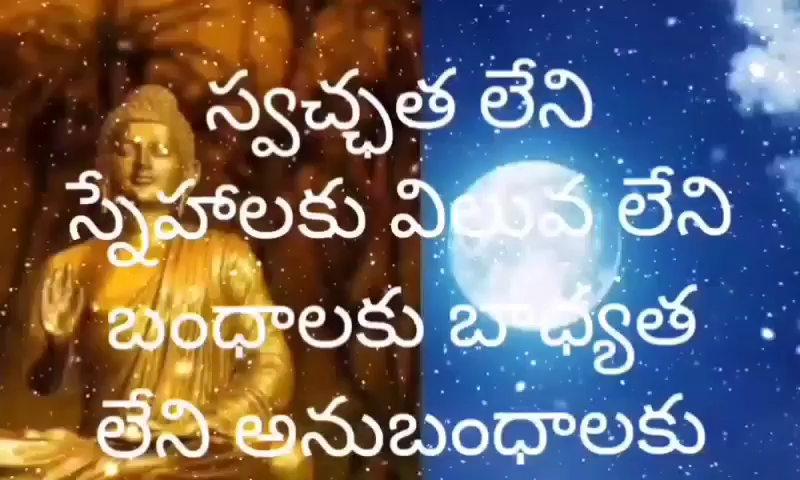 స్వచ్ఛత లేని
స్నేహాలకు విలువ లేని
బంధాలకు బాధ్యత
లేని అనుబంధాలకు